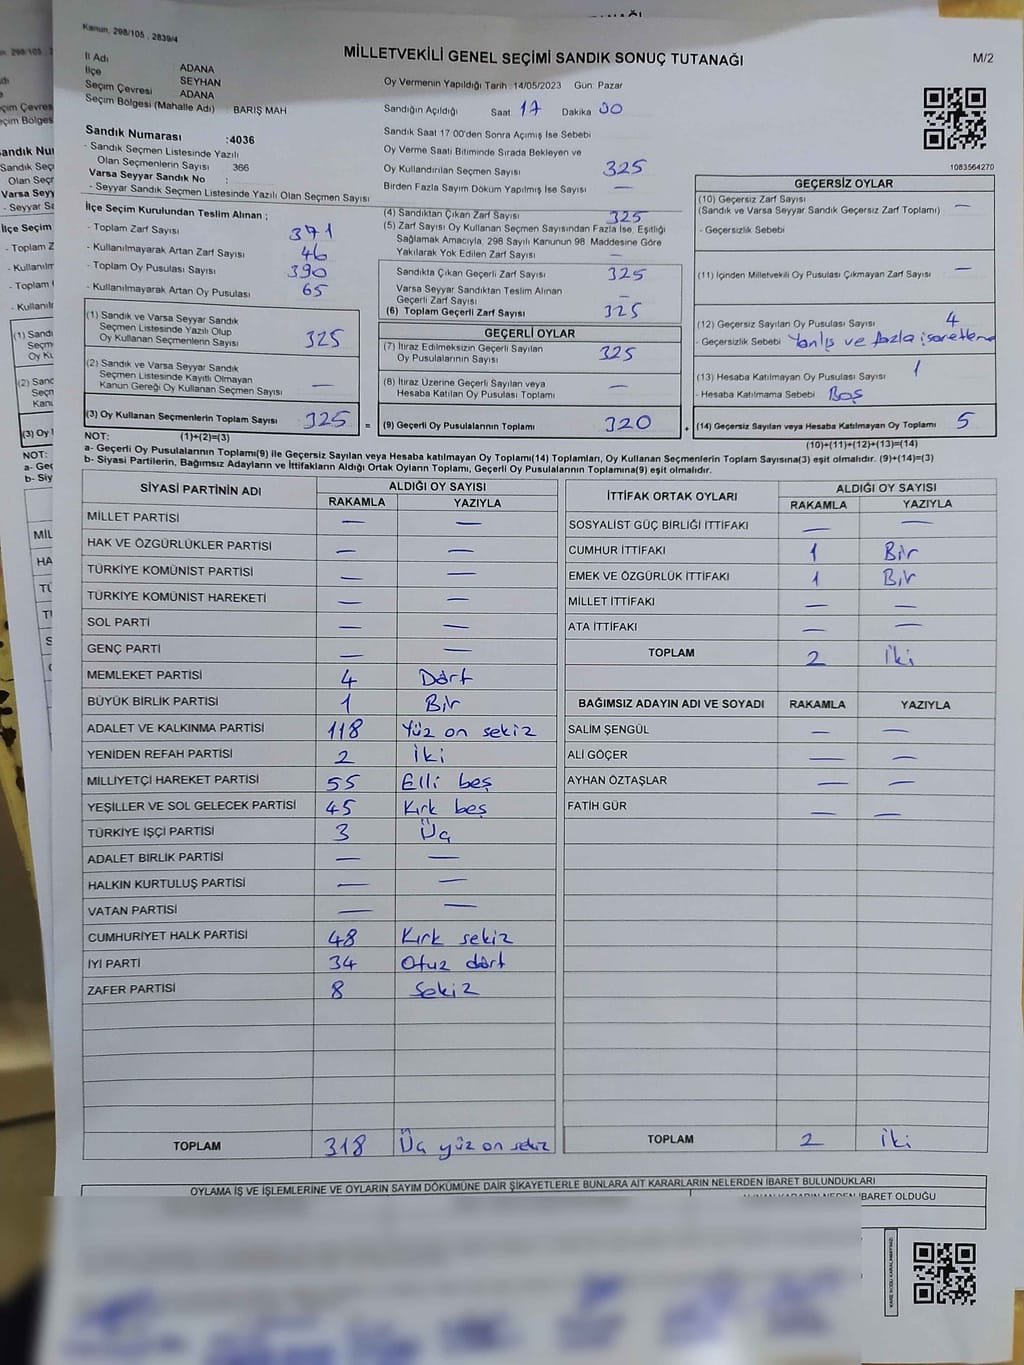 Kanun, 298/105 . 2839/4
MİLLETVEKİLİ GENEL SEÇİMİ SANDIK SONUÇ TUTANAĞI
M/2
İl Adı ADANA
İlçe SEYHAN
Seçim Çevresi ADANA
Seçim Bölgesi (Mahalle Adı) BARIŞ MAH
Sandık Numarası :4036
- Sandık Seçmen Listesinde Yazılı
Olan Seçmenlerin Sayısı 366
Varsa Seyyar Sandık No :
- Seyyar Sandık Seçmen Listesinde Yazılı Olan Seçmen Sayısı
Oy Vermenin Yapıldığı Tarih :14/05/2023 Gün: Pazar
Sandığın Açıldığı Saat 17 Dakika 00
Sandık Saat 17 00'den Sonra Açımış İse Sebebi
Oy Verme Saati Bitiminde Sırada Bekleyen ve
Oy Kullandırılan Seçmen Sayısı 325
Birden Fazla Sayım Döküm Yapılmış İse Sayısı —
1083564270
İlçe Seçim Kurulundan Teslim Alınan ;
- Toplam Zarf Sayısı 371
- Kullanılmayarak Artan Zarf Sayısı 46
- Toplam Oy Pusulası Sayısı 390
- Kullanılmayarak Artan Oy Pusulası 65
(1) Sandık ve Varsa Seyyar Sandık
Seçmen Listesinde Yazılı Olup
Oy Kullanan Seçmenlerin Sayısı 325
(2) Sandık ve Varsa Seyyar Sandık
Seçmen Listesinde Kayıtlı Olmayan
Kanun Gereği Oy Kullanan Seçmen Sayısı —
(3) Oy Kullanan Seçmenlerin Toplam Sayısı 325 =
(4) Sandıktan Çıkan Zarf Sayısı 325
(5) Zarf Sayısı Oy Kullanan Seçmen Sayısından Fazla İse, Eşitliği
Sağlamak Amacıyla, 298 Sayılı Kanunun 98. Maddesine Göre
Yakılarak Yok Edilen Zarf Sayısı —
Sandıkta Çıkan Geçerli Zarf Sayısı 325
Varsa Seyyar Sandıktan Teslim Alınan
Geçerli Zarf Sayısı —
(6) Toplam Geçerli Zarf Sayısı 325
GEÇERLİ OYLAR
(7) İtiraz Edilmeksizin Geçerli Sayılan
Oy Pusulalarının Sayısı 325
(8) İtiraz Üzerine Geçerli Sayılan veya
Hesaba Katılan Oy Pusulaları Toplamı —
(9) Geçerli Oy Pusulalarının Toplamı 320 +
GEÇERSİZ OYLAR
(10) Geçersiz Zarf Sayısı
(Sandık ve Varsa Seyyar Sandık Geçersiz Zarf Toplamı) —
- Geçersizlik Sebebi
(11) İçinden Milletvekili Oy Pusulası Çıkmayan Zarf Sayısı —
(12) Geçersiz Sayılan Oy Pusulası Sayısı 4
- Geçersizlik Sebebi Yanlış ve fazla işaretleme
(13) Hesaba Katılmayan Oy Pusulası Sayısı 1
- Hesaba Katılmama Sebebi Boş
(14) Geçersiz Sayılan veya Hesaba Katılmayan Oy Toplamı 5
NOT: (1)+(2)=(3) (10)+(11)+(12)+(13)=(14)
a- Geçerli Oy Pusulalarının Toplamı(9) ile Geçersiz Sayılan veya Hesaba katılmayan Oy Toplamı(14) Toplamları, Oy Kullanan Seçmenlerin Toplam Sayısına(3) eşit olmalıdır. (9)+(14)=(3)
b- Siyasi Partilerin, Bağımsız Adayların ve İttifakların Aldığı Ortak Oyların Toplamı, Geçerli Oy Pusulalarının Toplamına(9) eşit olmalıdır.
SİYASİ PARTİNİN ADI ALDIĞI OY SAYISI
RAKAMLA YAZIYLA
MİLLET PARTİSİ — —
HAK VE ÖZGÜRLÜKLER PARTİSİ — —
TÜRKİYE KOMÜNİST PARTİSİ — —
TÜRKİYE KOMÜNİST HAREKETİ — —
SOL PARTİ — —
GENÇ PARTİ — —
MEMLEKET PARTİSİ 4 Dört
BÜYÜK BİRLİK PARTİSİ 1 Bir
ADALET VE KALKINMA PARTİSİ 118 Yüz on sekiz
YENİDEN REFAH PARTİSİ 2 İki
MİLLİYETÇİ HAREKET PARTİSİ 55 Elli beş
YEŞİLLER VE SOL GELECEK PARTİSİ 45 Kırk beş
TÜRKİYE İŞÇİ PARTİSİ 3 Üç
ADALET BİRLİK PARTİSİ — —
HALKIN KURTULUŞ PARTİSİ — —
VATAN PARTİSİ — —
CUMHURİYET HALK PARTİSİ 48 Kırk sekiz
İYİ PARTİ 34 Otuz dört
ZAFER PARTİSİ 8 Sekiz
TOPLAM 318 Üç yüz on sekiz
İTTİFAK ORTAK OYLARI ALDIĞI OY SAYISI
RAKAMLA YAZIYLA
SOSYALİST GÜÇ BİRLİĞİ İTTİFAKI — —
CUMHUR İTTİFAKI 1 Bir
EMEK VE ÖZGÜRLÜK İTTİFAKI 1 Bir
MİLLET İTTİFAKI — —
ATA İTTİFAKI — —
TOPLAM 2 İki
BAĞIMSIZ ADAYIN ADI VE SOYADI RAKAMLA YAZIYLA
SALİM ŞENGÜL — —
ALİ GÖÇER — —
AYHAN ÖZTAŞLAR — —
FATİH GÜR — —
TOPLAM 2 İki
OYLAMA İŞ VE İŞLEMLERİNE VE OYLARIN SAYIM DÖKÜMÜNE DAİR ŞİKAYETLERLE BUNLARA AİT KARARLARIN NELERDEN İBARET BULUNDUKLARI
ALINAN KARARIN NEDEN İBARET OLDUĞU